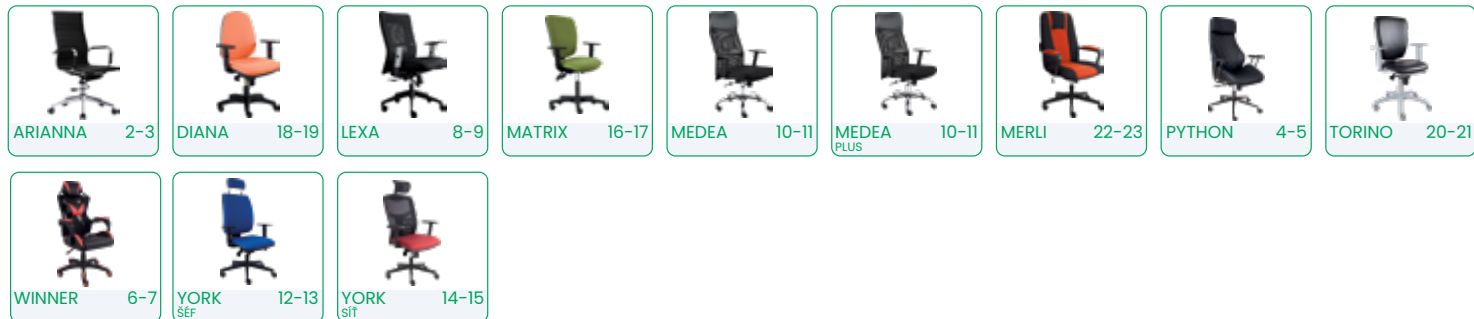 ARIANNA 2-3
DIANA 18-19
LEXA 8-9
MATRIX 16-17
MEDEA 10-11
MEDEA 10-11
PLUS
MERLI 22-23
PYTHON 4-5
TORINO 20-21
WINNER 6-7
YORK 12-13
ŠÉF
YORK 14-15
SÍŤ